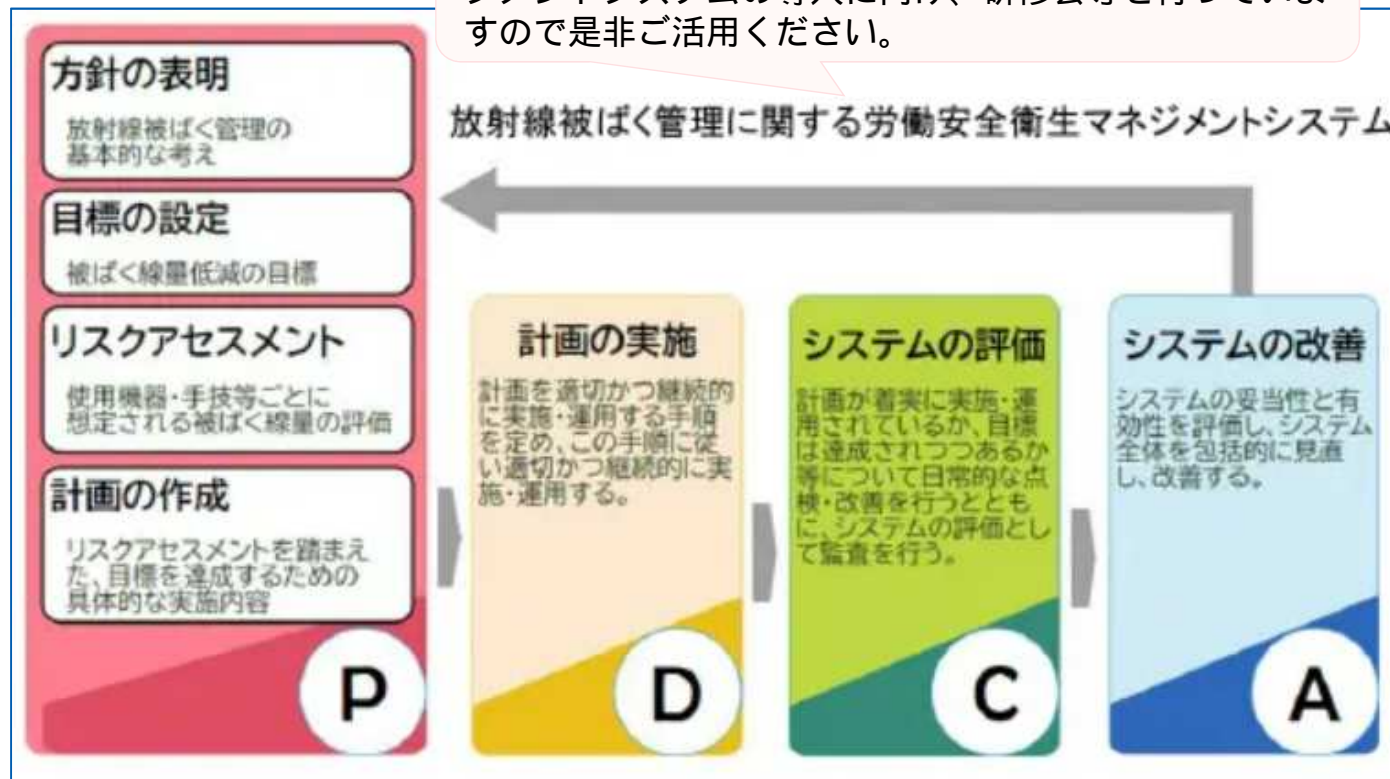 すので是非ご活用ください。
放射線被ばく管理に関する労働安全衛生マネジメントシステム
方針の表明
放射線被ばく管理の
基本的な考え
目標の設定
被ばく線量低減の目標
リスクアセスメント
使用機器・手技等ごとに
想定される被ばく線量の評価
計画の作成
リスクアセスメントを踏まえ
た、目標を達成するための
具体的な実施内容
P
計画の実施
計画を適切かつ継続的
に実施・運用する手順
を定め、この手順に従
い適切かつ継続的に実
施・運用する。
D
システムの評価
計画が着実に実施・運
用されているか、目標
は達成されつつあるか
等について日常的な点
検・改善を行うととも
に、システムの評価とし
て監査を行う。
C
システムの改善
システムの妥当性と有
効性を評価し、システム
全体を包括的に見直
し、改善する。
A